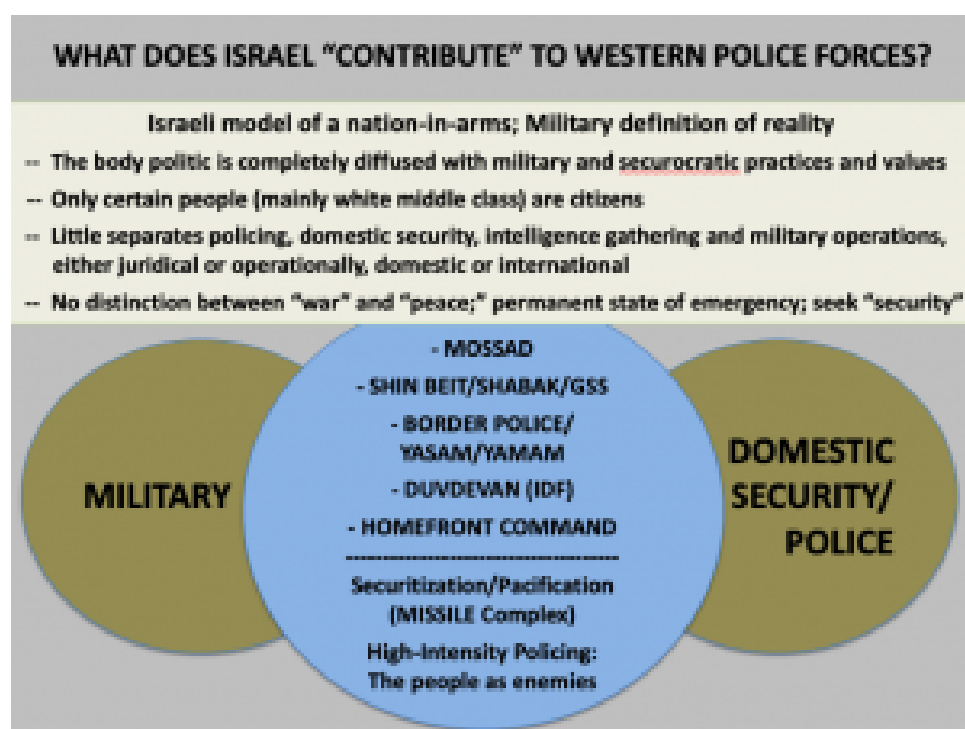 WHAT DOES ISRAEL “CONTRIBUTE” TO WESTERN POLICE FORCES?
Israeli model of a nation-in-arms; Military definition of reality
-- The body politic is completely diffused with military and securocratic practices and values
-- Only certain people (mainly white middle class) are citizens
-- Little separates policing, domestic security, intelligence gathering and military operations,
either juridical or operationally, domestic or international
-- No distinction between “war” and “peace;” permanent state of emergency; seek “security”
- MOSSAD
- SHIN BEIT/SHABAK/GSS
- BORDER POLICE/
YASAM/YAMAM
- DUVDEVAN (IDF)
- HOMEFRONT COMMAND
------------------------------------
Securitization/Pacification
(MISSILE Complex)
High-intensity Policing:
The people as enemies
MILITARY
DOMESTIC
SECURITY/
POLICE